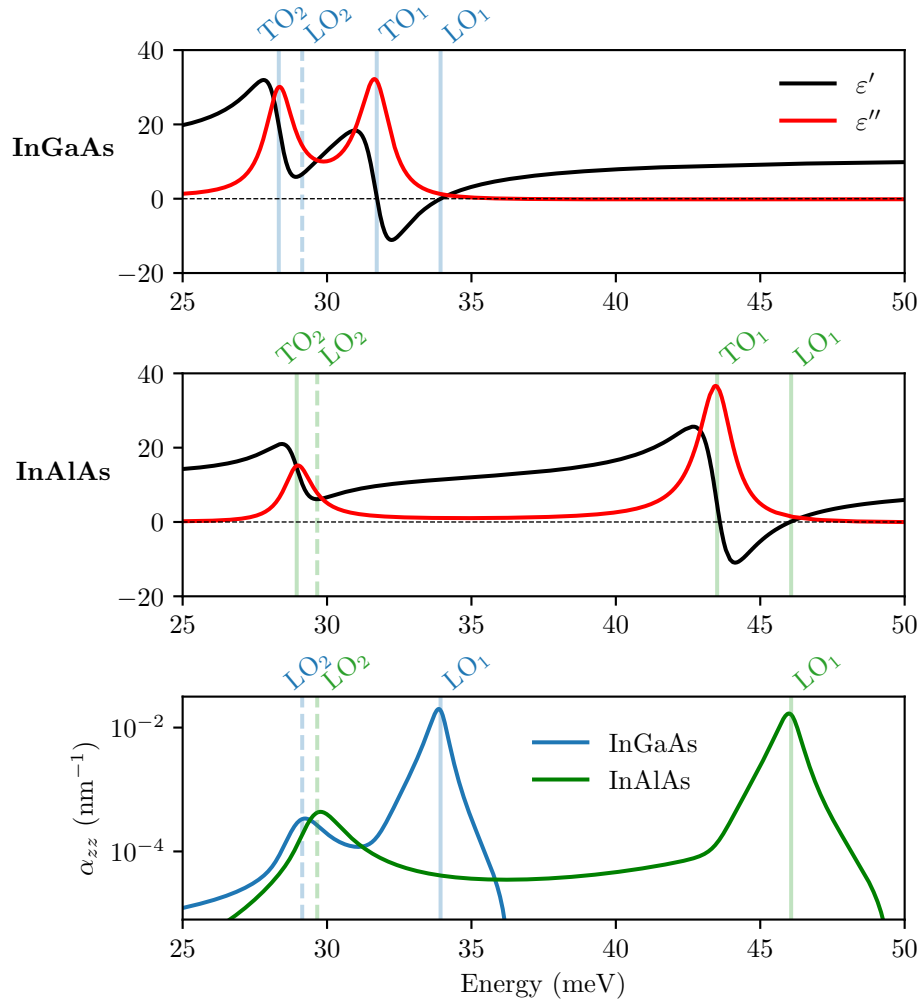 TO₂ LO₂ TO₁ LO₁
40
20
0
−20
InGaAs
ε′
ε″
25 30 35 40 45 50
TO₂ LO₂ TO₁ LO₁
40
20
0
−20
InAlAs
25 30 35 40 45 50
LO₂ LO₂ LO₁ LO₁
10⁻²
10⁻⁴
α_zz (nm⁻¹)
InGaAs
InAlAs
25 30 35 40 45 50
Energy (meV)